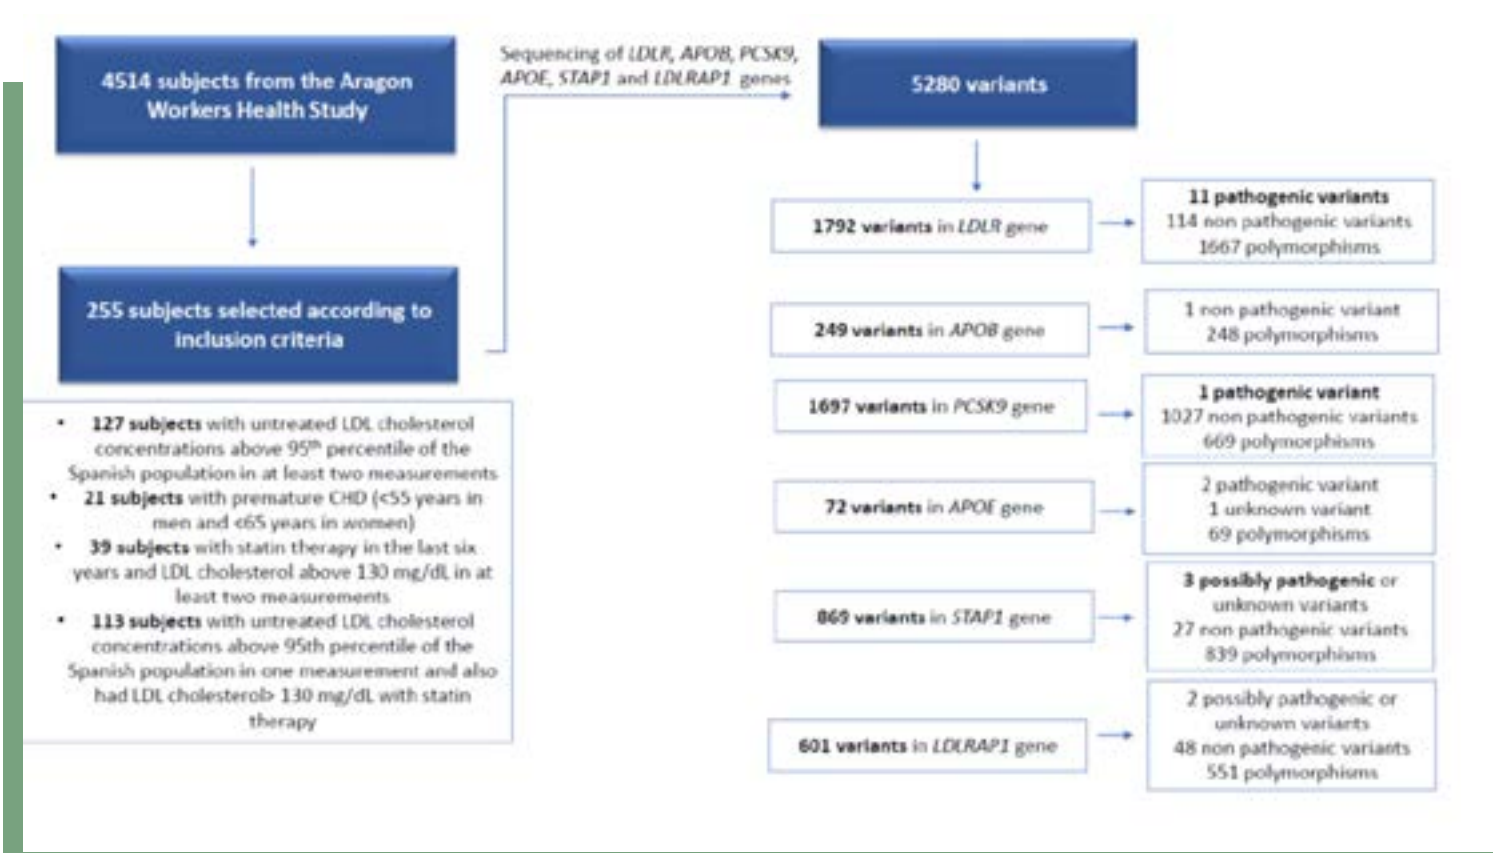 4514 subjects from the Aragon
Workers Health Study
255 subjects selected according to
inclusion criteria
• 127 subjects with untreated LDL cholesterol
concentrations above 95th percentile of the
Spanish population in at least two measurements
• 21 subjects with premature CHD (<55 years in
men and <65 years in women)
• 39 subjects with statin therapy in the last six
years and LDL cholesterol above 130 mg/dL in at
least two measurements
• 113 subjects with untreated LDL cholesterol
concentrations above 95th percentile of the
Spanish population in one measurement and also
had LDL cholesterol> 130 mg/dL with statin
therapy
Sequencing of LDLR, APOB, PCSK9,
APOE, STAP1 and LDLRAP1 genes
5280 variants
1792 variants in LDLR gene
11 pathogenic variants
114 non pathogenic variants
1667 polymorphisms
249 variants in APOB gene
1 non pathogenic variant
248 polymorphisms
1697 variants in PCSK9 gene
1 pathogenic variant
1027 non pathogenic variants
669 polymorphisms
72 variants in APOE gene
2 pathogenic variant
1 unknown variant
69 polymorphisms
869 variants in STAP1 gene
3 possibly pathogenic or
unknown variants
27 non pathogenic variants
839 polymorphisms
601 variants in LDLRAP1 gene
2 possibly pathogenic or
unknown variants
48 non pathogenic variants
551 polymorphisms